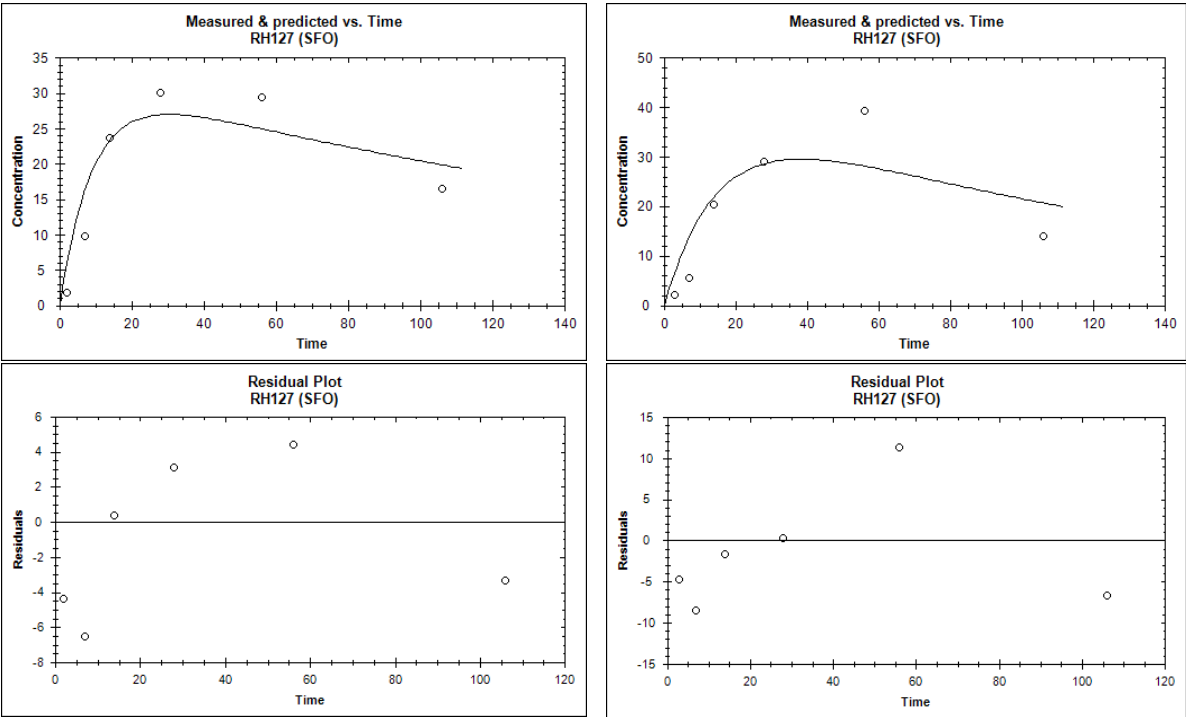 Measured & predicted vs. Time
RH127 (SFO)
Concentration
35
30
25
20
15
10
5
0
0 20 40 60 80 100 120 140
Time
Measured & predicted vs. Time
RH127 (SFO)
Concentration
50
40
30
20
10
0
0 20 40 60 80 100 120 140
Time
Residual Plot
RH127 (SFO)
Residuals
6
4
2
0
-2
-4
-6
-8
0 20 40 60 80 100 120
Time
Residual Plot
RH127 (SFO)
Residuals
15
10
5
0
-5
-10
-15
0 20 40 60 80 100 120
Time